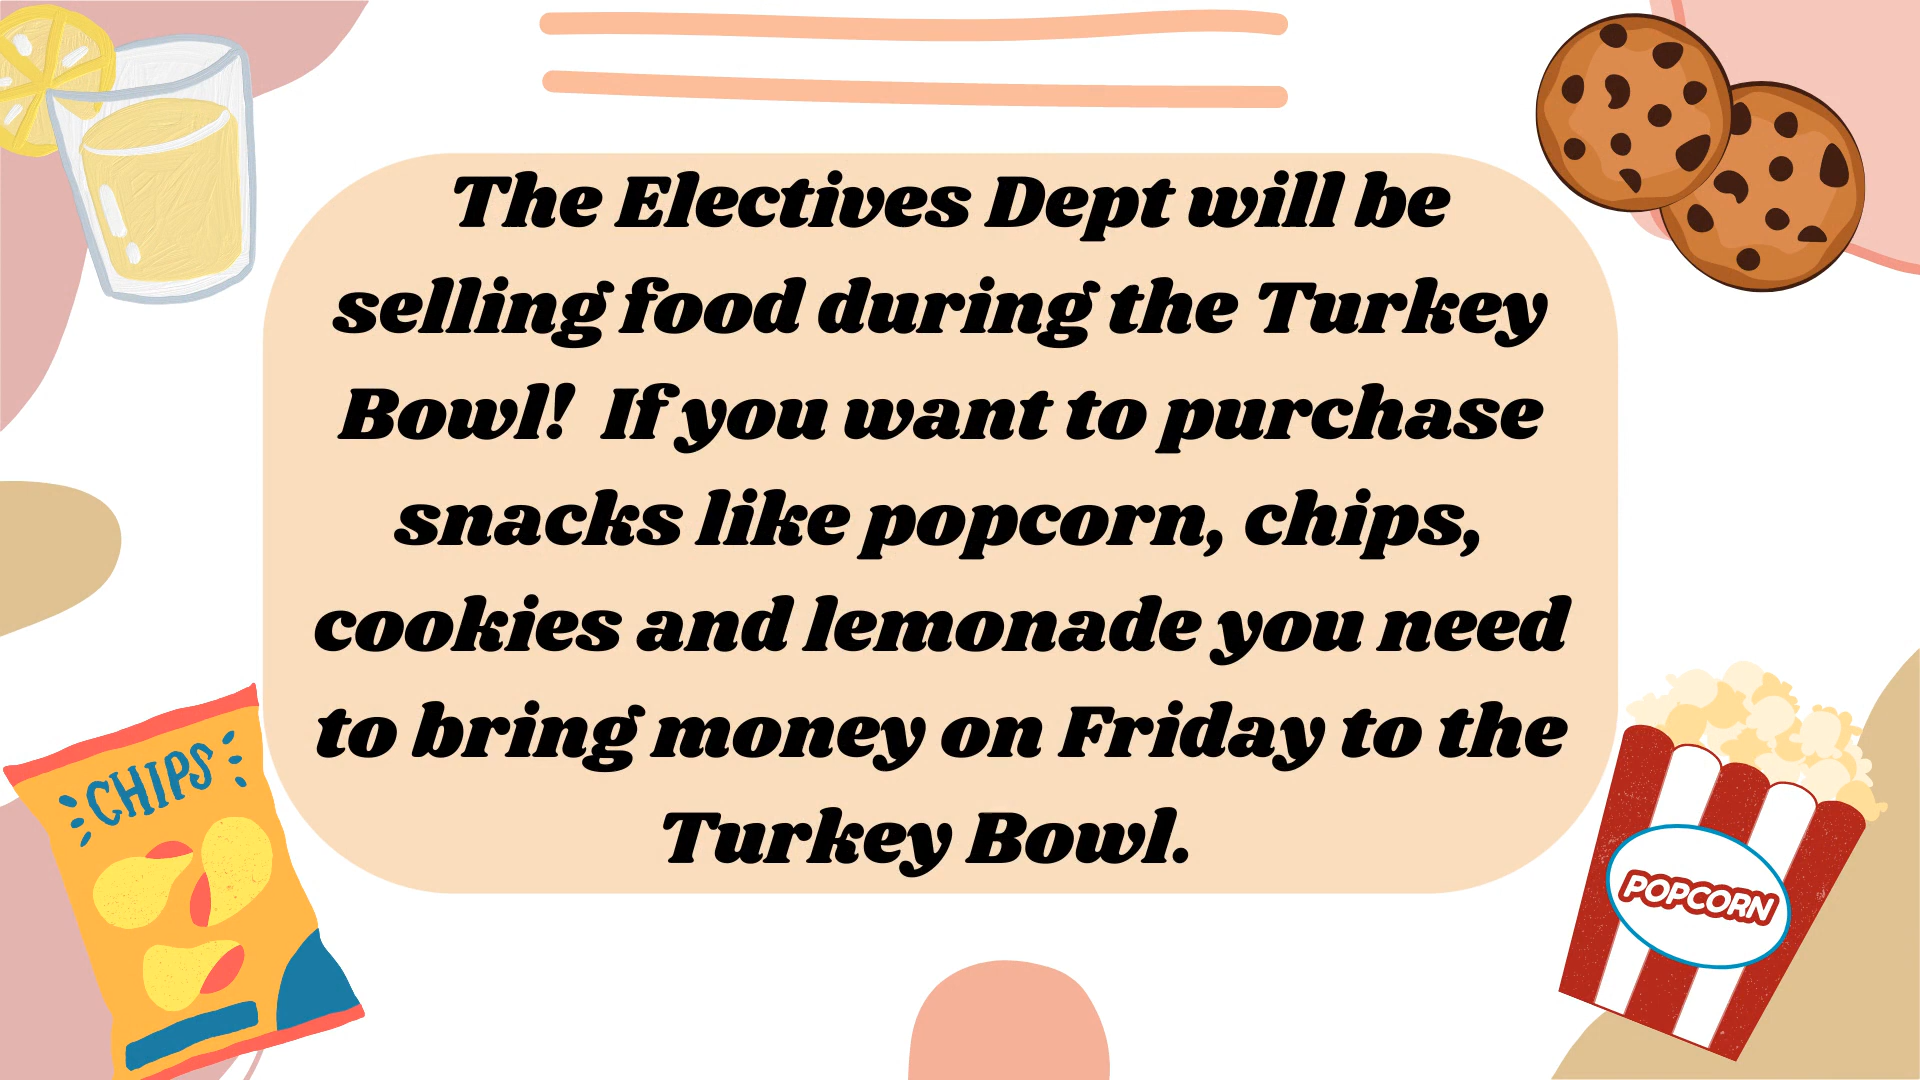 The Electives Dept will be
selling food during the Turkey
Bowl!  If you want to purchase
snacks like popcorn, chips,
cookies and lemonade you need
to bring money on Friday to the
Turkey Bowl.
CHIPS
POPCORN